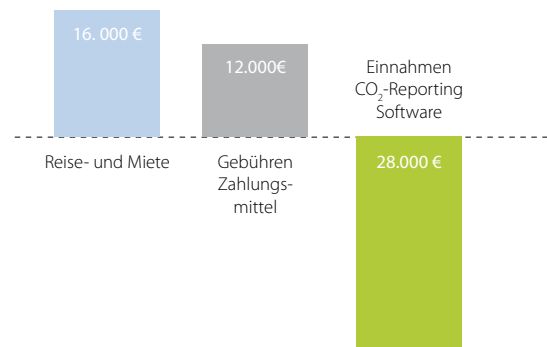 16. 000 €
12.000€
Einnahmen
CO₂-Reporting
Software
Reise- und Miete
Gebühren
Zahlungs-
mittel
28.000 €